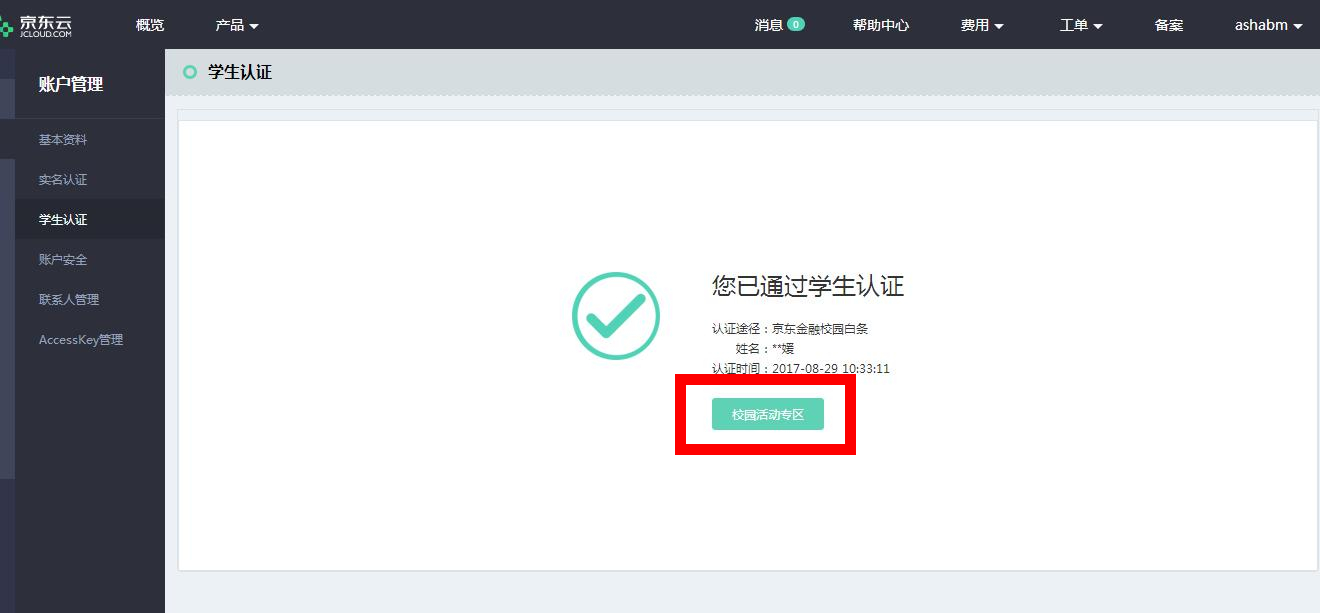 京东云
JCLOUD.COM
概览
产品
消息 0
帮助中心
费用
工单
备案
ashabm
账户管理
基本资料
实名认证
学生认证
账户安全
联系人管理
AccessKey管理
学生认证
您已通过学生认证
认证途径：京东金融校园白条
姓名：**媛
认证时间：2017-08-29 10:33:11
校园活动专区